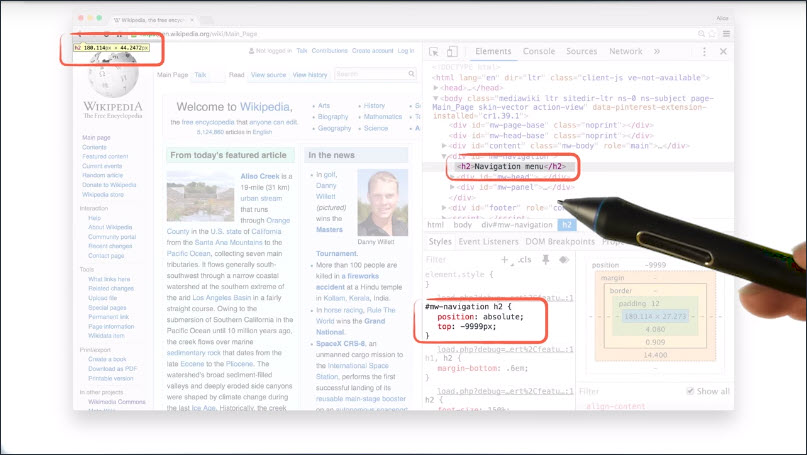 "W" Wikipedia, the free encyc
Alice
en.wikipedia.org/wiki/Main_Page
h2 180.114px × 44.2472px
Not logged in Talk Contributions Create account Log in
Main Page Talk Read View source View history Search
WIKIPEDIA
The Free Encyclopedia
Main page
Contents
Featured content
Current events
Random article
Donate to Wikipedia
Wikipedia store
Interaction
Help
About Wikipedia
Community portal
Recent changes
Contact page
Tools
What links here
Related changes
Upload file
Special pages
Permanent link
Page information
Wikidata item
Print/export
Create a book
Download as PDF
Printable version
In other projects
Wikimedia Commons
Welcome to Wikipedia,
the free encyclopedia that anyone can edit.
5,124,860 articles in English
Arts
Biography
Geography
History
Mathematics
Science
From today's featured article
Aliso Creek is a
19-mile (31 km)
urban stream
that runs
through Orange
County in the U.S. state of California
from the Santa Ana Mountains to the
Pacific Ocean, collecting seven main
tributaries. It flows generally south-
southwest through a narrow coastal
watershed at the southern extreme of
the and Los Angeles Basin in a fairly
straight course. Owing to the
submersion of Southern California in the
Pacific Ocean until 10 million years ago,
the creek flows over marine
sedimentary rock that dates from the
late Eocene to the Pliocene. The
watershed's broad sediment-filled
valleys and deeply eroded side canyons
were shaped by climate change during
the last Ice Age. Historically, the creek
In the news
In golf,
Danny
Willett
(pictured)
wins the
Masters
Tournament.
Danny Willett
More than 100 people are
killed in a fireworks
accident at a Hindu temple
in Kollam, Kerala, India.
In horse racing, Rule The
World wins the Grand
National.
SpaceX CRS-8, an
unmanned cargo mission to
the International Space
Station, performs the
first successful landing of its
reusable main-stage booster
on an autonomous spaceport
Elements Console Sources Network
<!DOCTYPE html>
<html lang="en" dir="ltr" class="client-js ve-not-available">
<head>…</head>
<body class="mediawiki ltr sitedir-ltr ns-0 ns-subject page-
Main_Page skin-vector action-view" data-pinterest-extension-
installed="cr1.39.1">
<div id="mw-page-base" class="noprint"></div>
<div id="mw-head-base" class="noprint"></div>
<div id="content" class="mw-body" role="main">…</div>
<div id="mw-navigation">
<h2>Navigation menu</h2>
<div id="mw-head">…</div>
<div id="mw-panel">…</div>
<div id="footer" role="co
html body div#mw-navigation h2
Styles Event Listeners DOM Breakpoints
Filter + .cls
element.style {
}
#mw-navigation h2 {
position: absolute;
top: -9999px;
}
load.php?debug=…ert%2Cfeatu…:1
h1, h2 {
margin-bottom: .6em;
}
load.php?debug=…ert%2Cfeatu…:1
h2 {
font-size: 150%
position -9999
margin -
border -
padding 12
180.114 × 27.273
4.080
0.909
14.400
Filter Show all
align-content